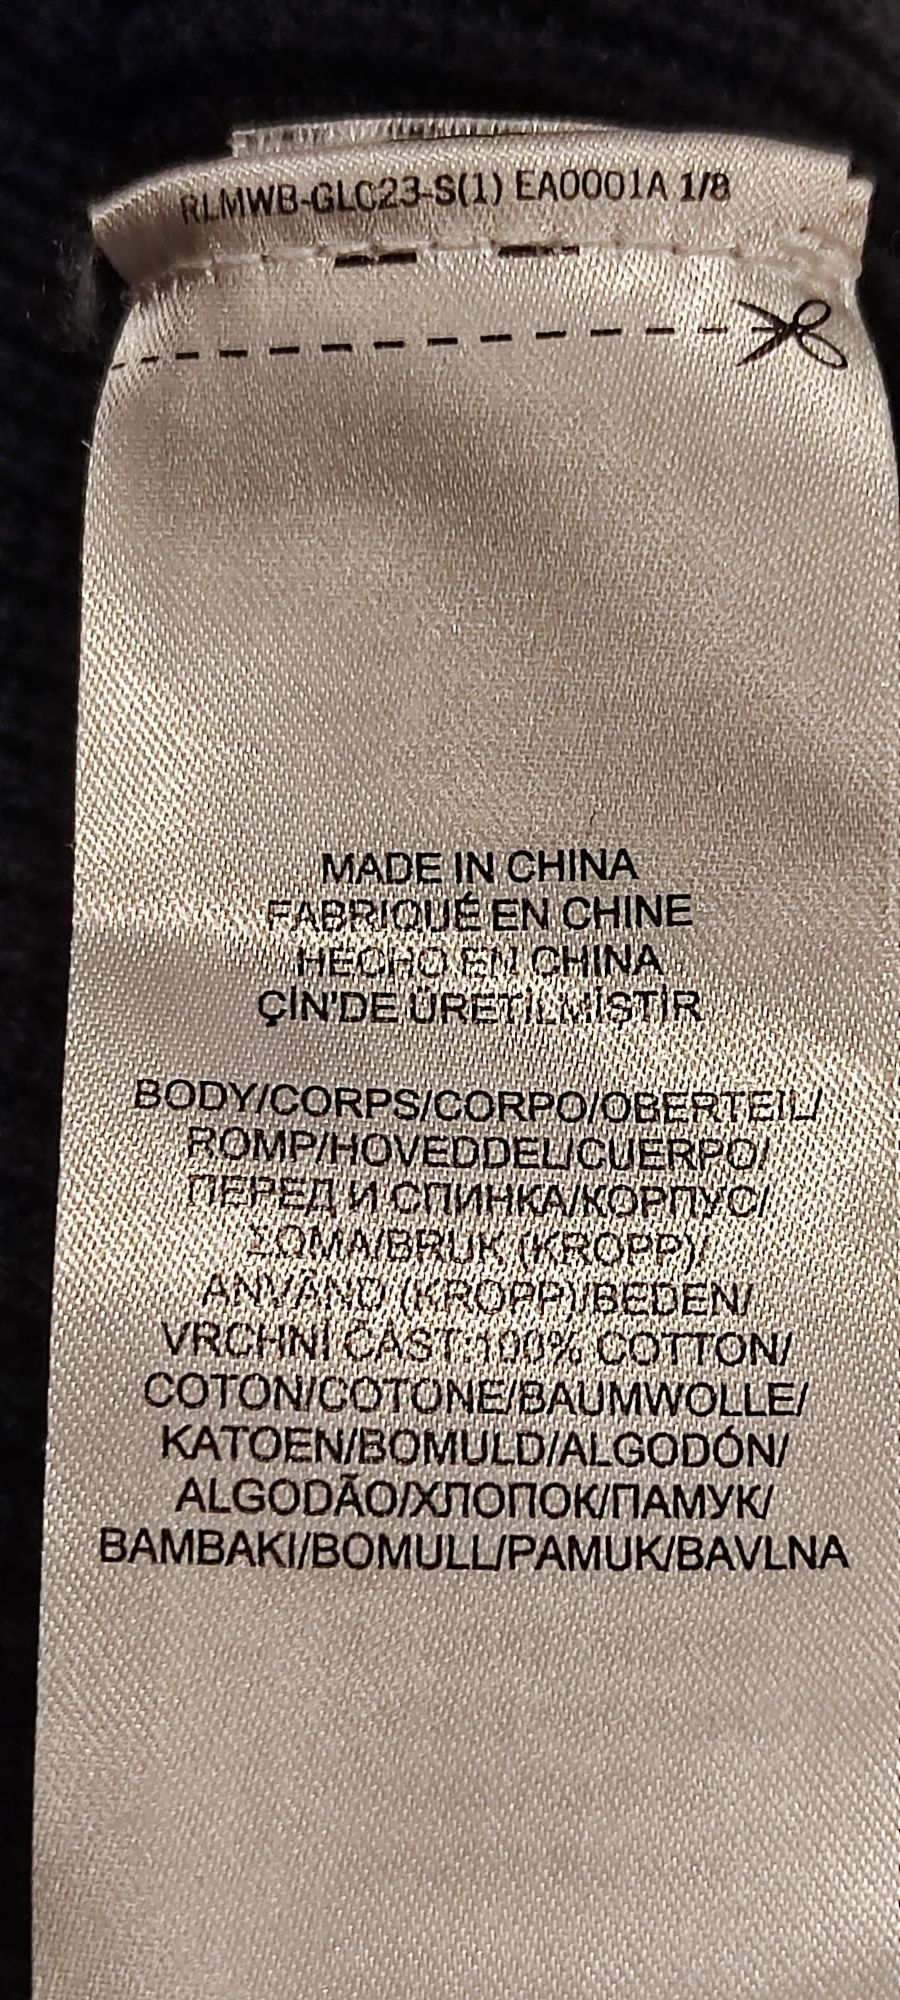 RLMWB-GLC23-S(1) EA0001A 1/8
MADE IN CHINA
FABRIQUÉ EN CHINE
HECHO EN CHINA
ÇİN'DE ÜRETİLMİŞTİR
BODY/CORPS/CORPO/OBERTEIL/
ROMP/HOVEDDEL/CUERPO/
ПЕРЕД И СПИНКА/КОРПУС/
ΣΩΜΑ/BRUK (KROPP)/
ANVÄND (KROPP)/BEDEN/
VRCHNÍ ČÁST:100% COTTON/
COTON/COTONE/BAUMWOLLE/
KATOEN/BOMULD/ALGODÓN/
ALGODÃO/ХЛОПОК/ПАМУК/
ΒΑΜΒΑΚΙ/BOMULL/PAMUK/BAVLNA